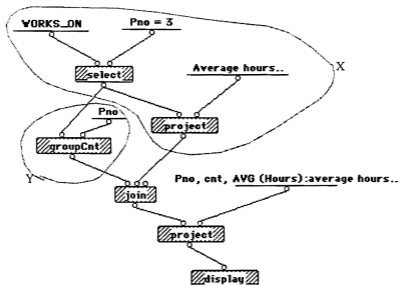 WORKS_ON
Pno = 3
select
Average hours..
X
Pno
project
groupCnt
Y
Pno, cnt, AVG (Hours):average hours..
join
project
display